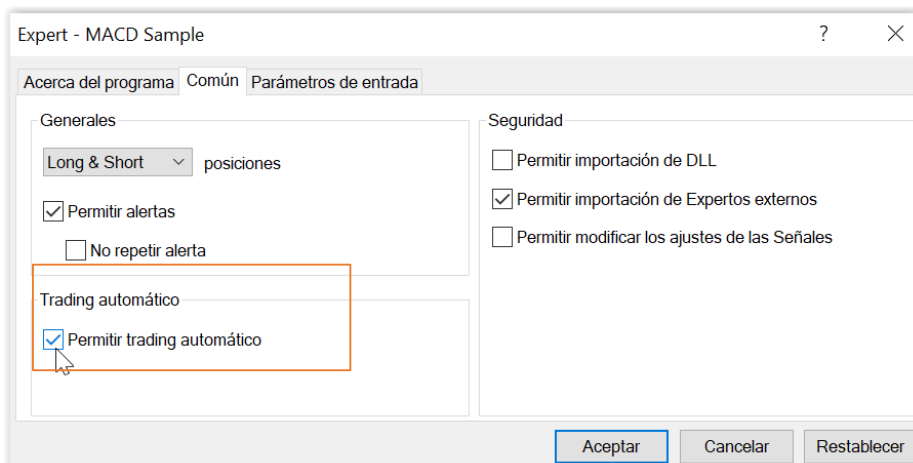 Expert - MACD Sample
?
Acerca del programa Común Parámetros de entrada
Generales
Long & Short posiciones
Permitir alertas
No repetir alerta
Trading automático
Permitir trading automático
Seguridad
Permitir importación de DLL
Permitir importación de Expertos externos
Permitir modificar los ajustes de las Señales
Aceptar Cancelar Restablecer